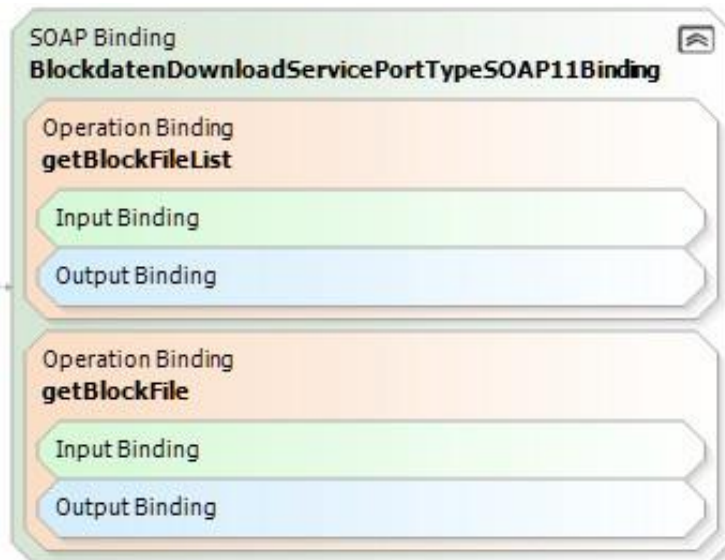 SOAP Binding
BlockdatenDownloadServicePortTypeSOAP11Binding
Operation Binding
getBlockFileList
Input Binding
Output Binding
Operation Binding
getBlockFile
Input Binding
Output Binding